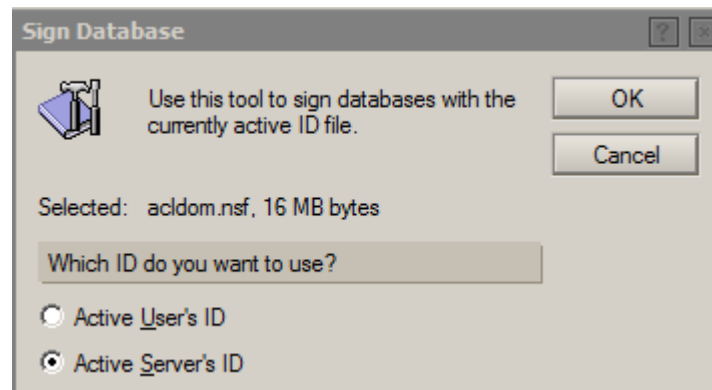 Sign Database
Use this tool to sign databases with the
currently active ID file.
OK
Cancel
Selected: acldom.nsf, 16 MB bytes
Which ID do you want to use?
Active User's ID
Active Server's ID